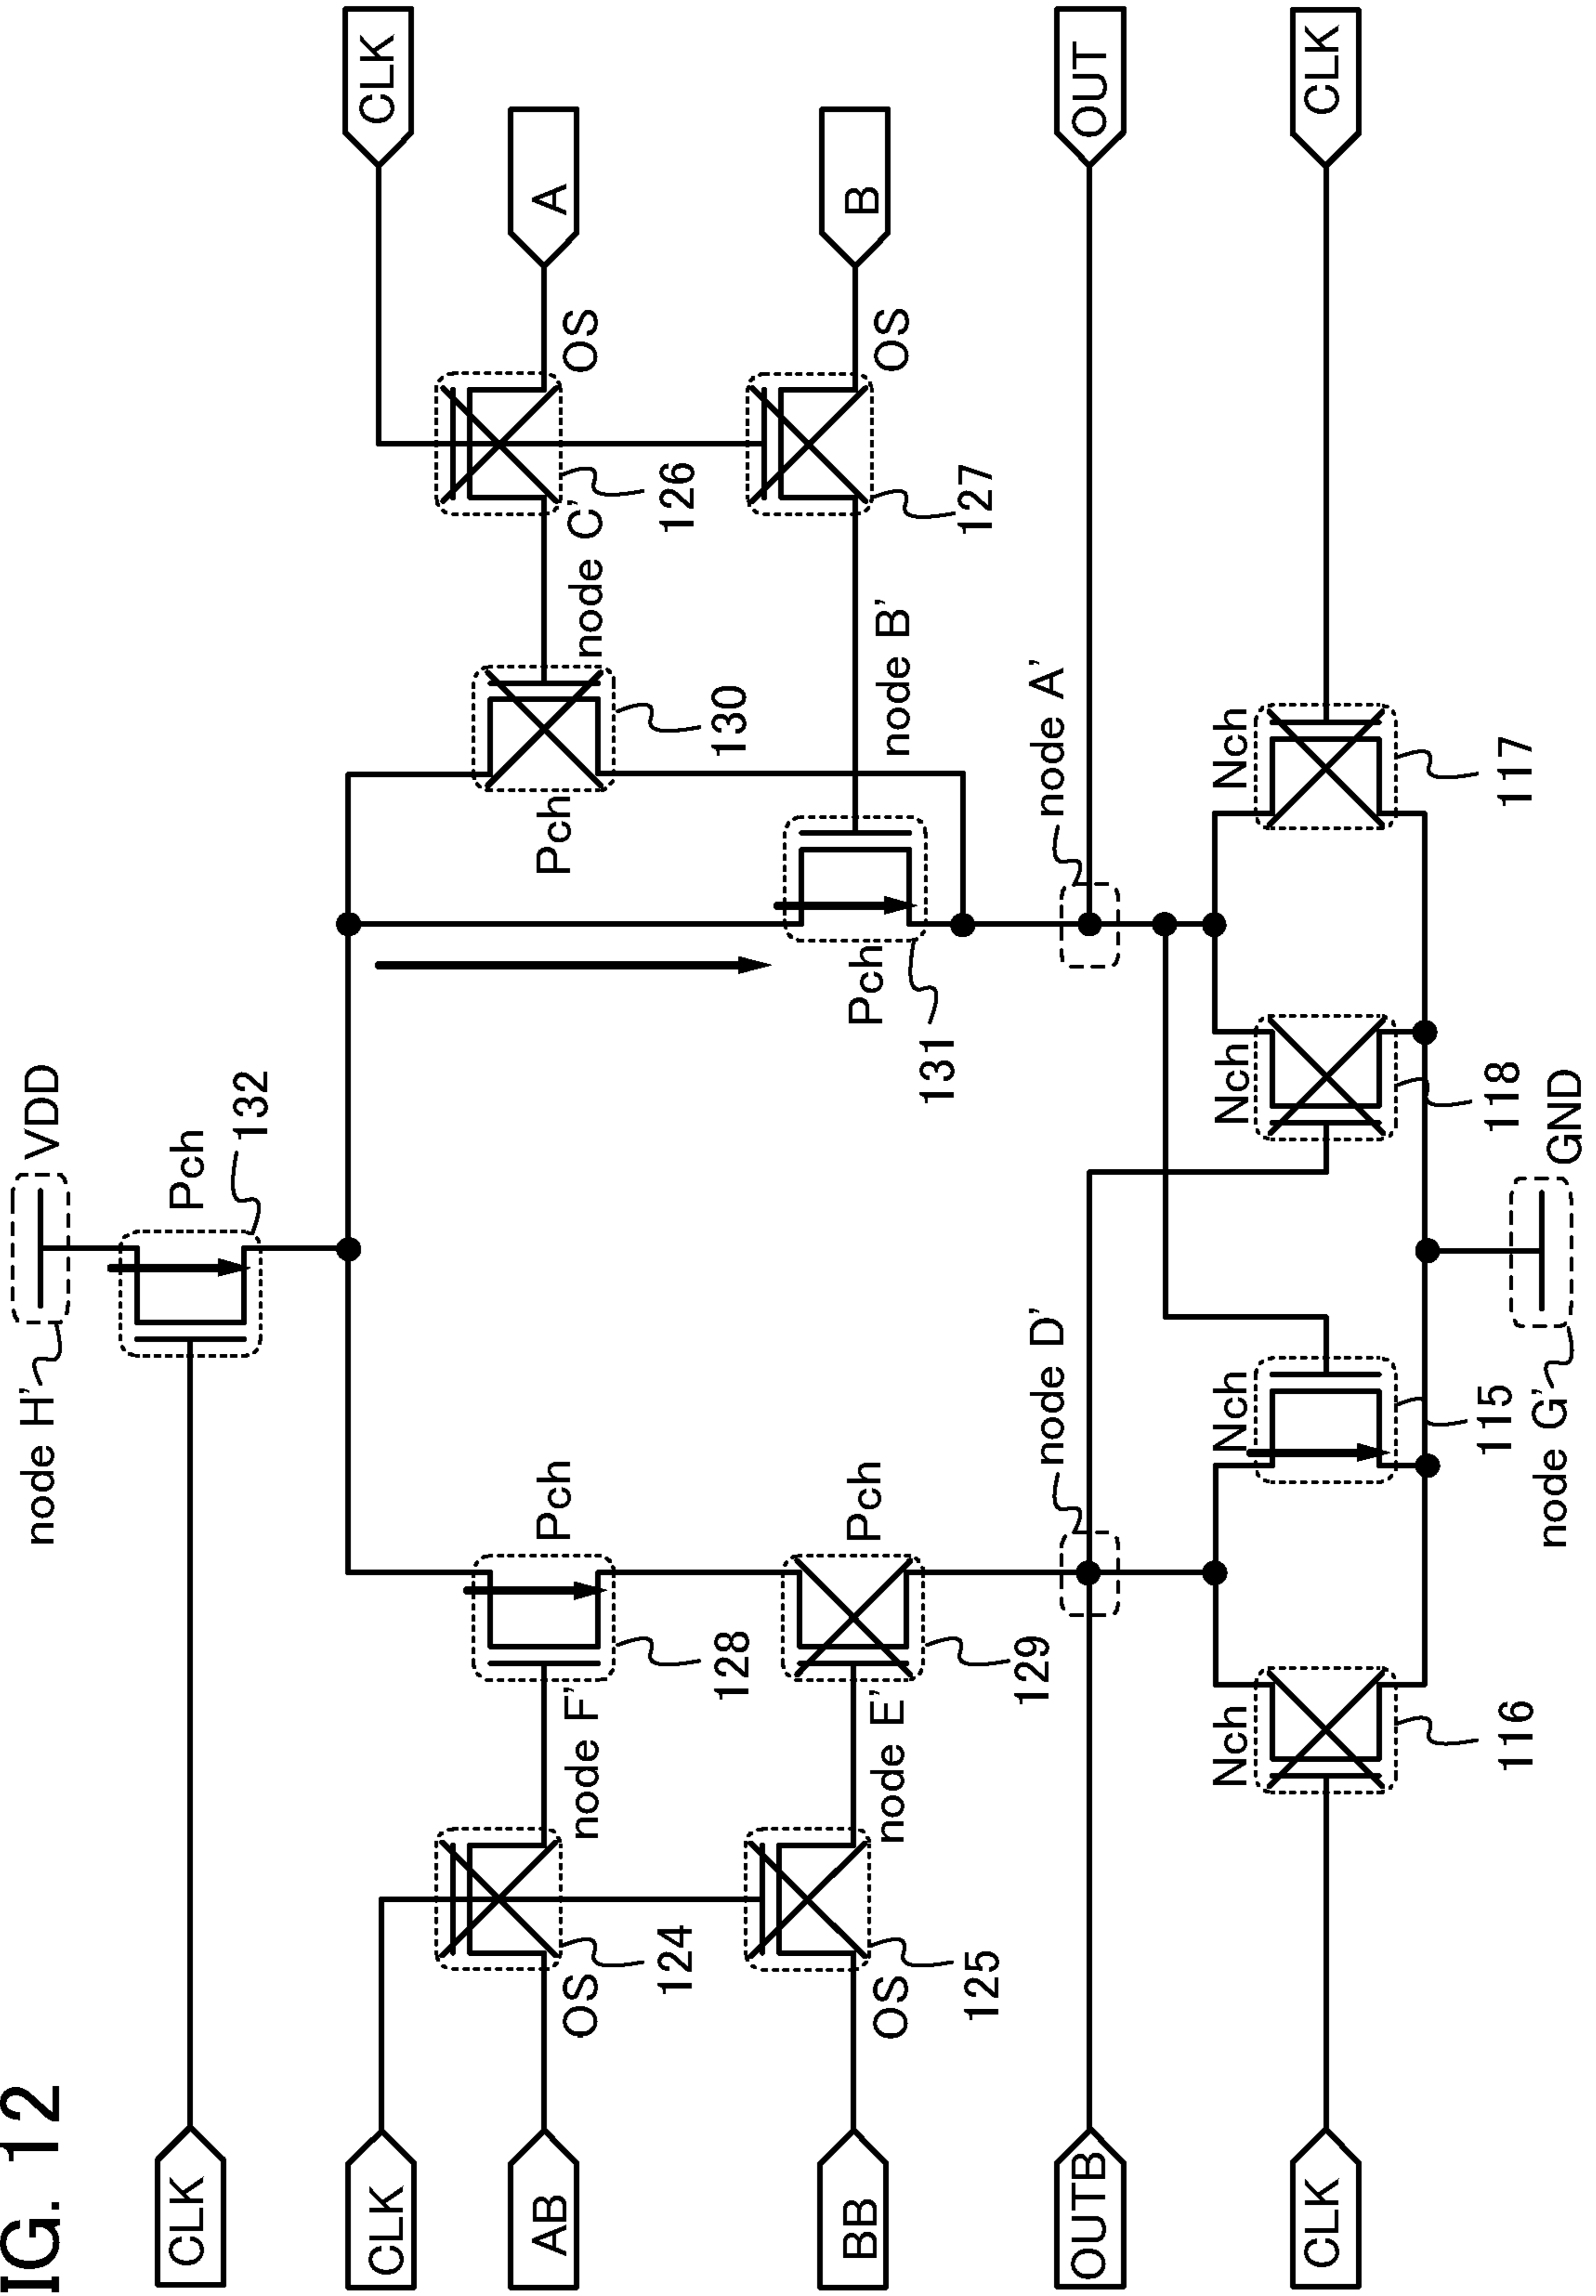 IG. 12
node H'
VDD
Pch
132
CLK
CLK
CLK
AB
OS
124
node F'
Pch
128
Pch
130
node C'
126
OS
A
BB
OS
125
node E'
Pch
129
Pch
131
node B'
127
OS
B
OUTB
node D'
node A'
OUT
CLK
Nch
116
Nch
115
Nch
118
Nch
117
CLK
node G'
GND